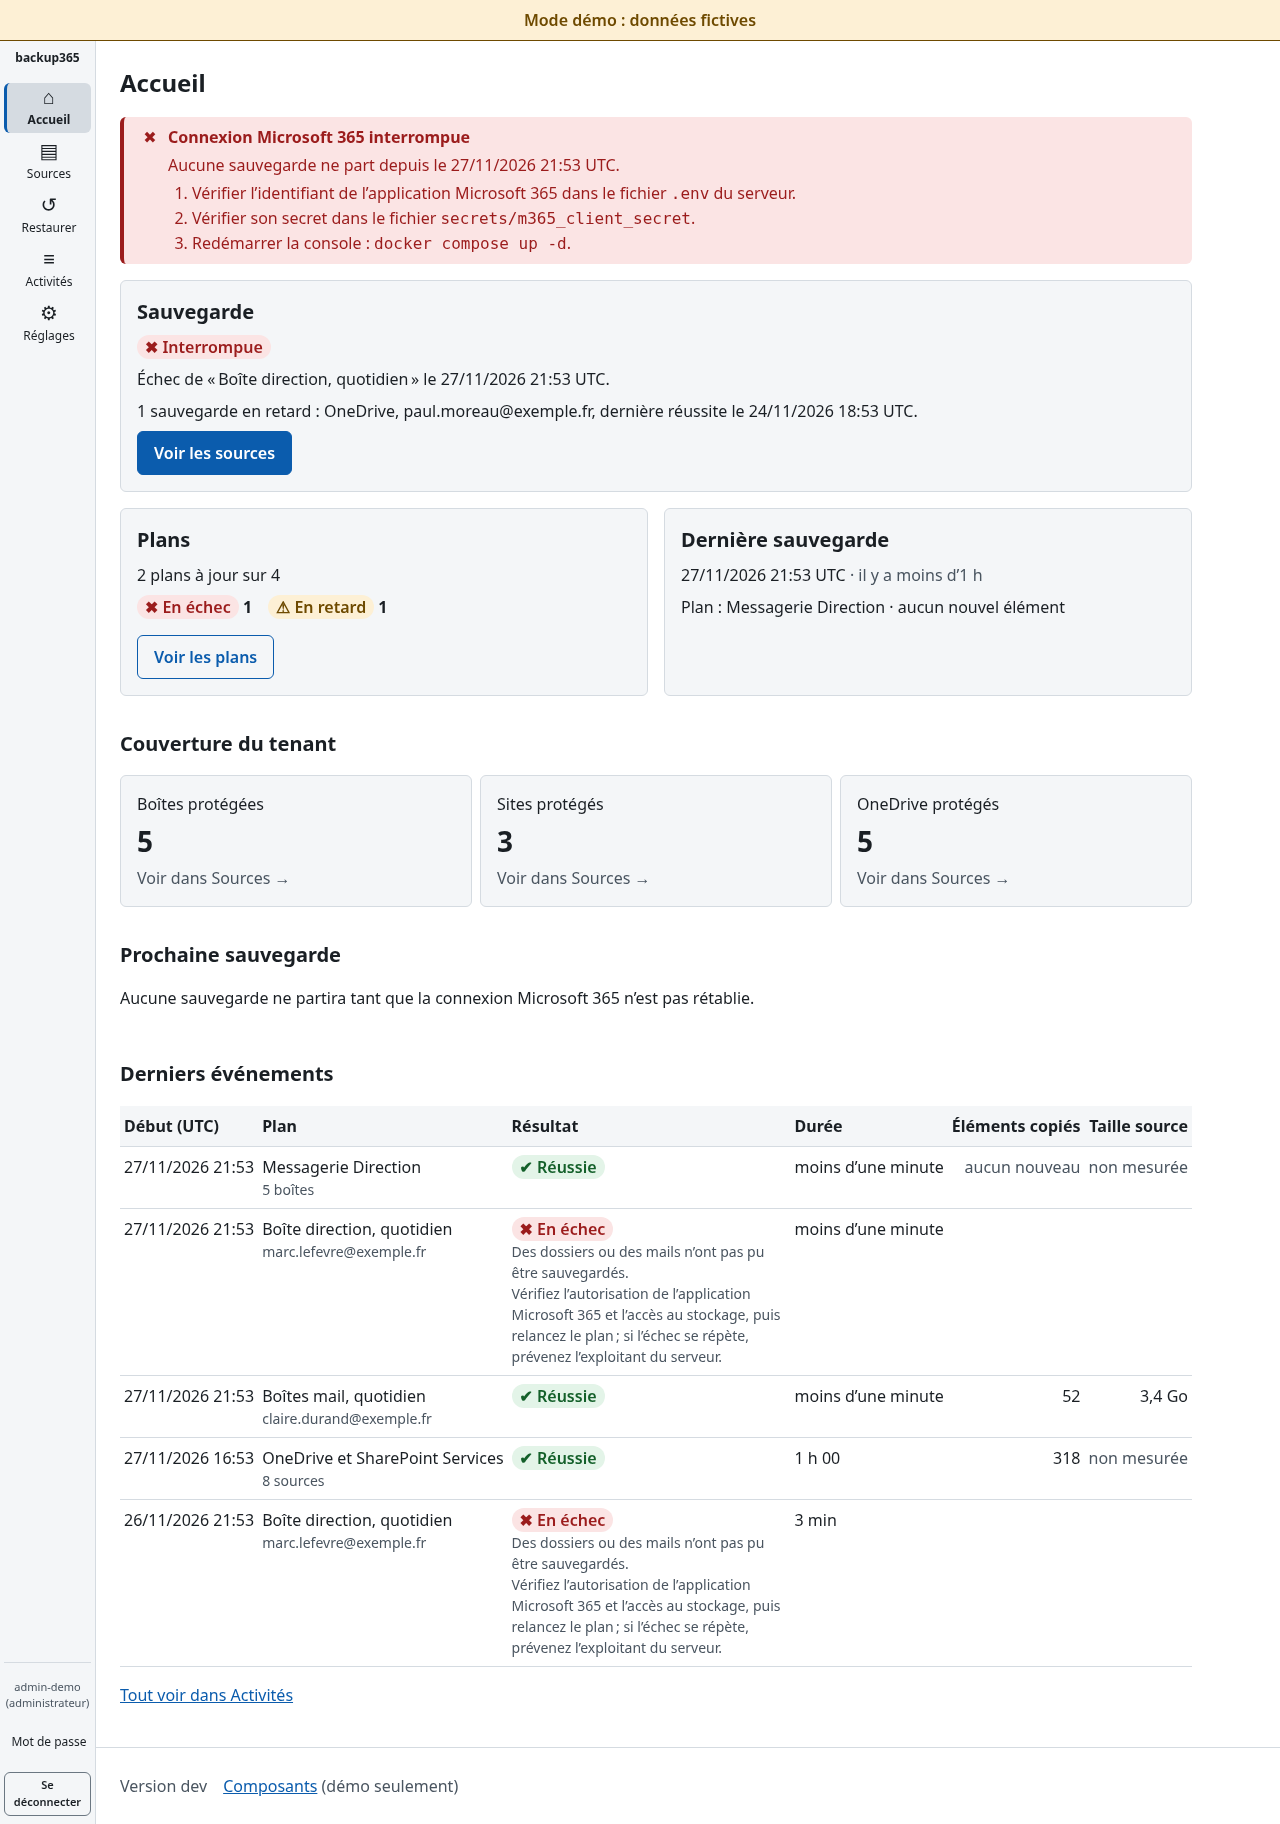 Mode démo : données fictives
backup365
Accueil
Sources
Restaurer
Activités
Réglages
admin-demo
(administrateur)
Mot de passe
Se
déconnecter
Accueil
✖ Connexion Microsoft 365 interrompue
Aucune sauvegarde ne part depuis le 27/11/2026 21:53 UTC.
1. Vérifier l’identifiant de l’application Microsoft 365 dans le fichier .env du serveur.
2. Vérifier son secret dans le fichier secrets/m365_client_secret.
3. Redémarrer la console : docker compose up -d.
Sauvegarde
✖ Interrompue
Échec de « Boîte direction, quotidien » le 27/11/2026 21:53 UTC.
1 sauvegarde en retard : OneDrive, paul.moreau@exemple.fr, dernière réussite le 24/11/2026 18:53 UTC.
Voir les sources
Plans
2 plans à jour sur 4
✖ En échec 1 ⚠ En retard 1
Voir les plans
Dernière sauvegarde
27/11/2026 21:53 UTC · il y a moins d’1 h
Plan : Messagerie Direction · aucun nouvel élément
Couverture du tenant
Boîtes protégées
5
Voir dans Sources →
Sites protégés
3
Voir dans Sources →
OneDrive protégés
5
Voir dans Sources →
Prochaine sauvegarde
Aucune sauvegarde ne partira tant que la connexion Microsoft 365 n’est pas rétablie.
Derniers événements
Début (UTC) Plan Résultat Durée Éléments copiés Taille source
27/11/2026 21:53 Messagerie Direction ✔ Réussie moins d’une minute aucun nouveau non mesurée
5 boîtes
27/11/2026 21:53 Boîte direction, quotidien ✖ En échec moins d’une minute
marc.lefevre@exemple.fr Des dossiers ou des mails n’ont pas pu
être sauvegardés.
Vérifiez l’autorisation de l’application
Microsoft 365 et l’accès au stockage, puis
relancez le plan ; si l’échec se répète,
prévenez l’exploitant du serveur.
27/11/2026 21:53 Boîtes mail, quotidien ✔ Réussie moins d’une minute 52 3,4 Go
claire.durand@exemple.fr
27/11/2026 16:53 OneDrive et SharePoint Services ✔ Réussie 1 h 00 318 non mesurée
8 sources
26/11/2026 21:53 Boîte direction, quotidien ✖ En échec 3 min
marc.lefevre@exemple.fr Des dossiers ou des mails n’ont pas pu
être sauvegardés.
Vérifiez l’autorisation de l’application
Microsoft 365 et l’accès au stockage, puis
relancez le plan ; si l’échec se répète,
prévenez l’exploitant du serveur.
Tout voir dans Activités
Version dev Composants (démo seulement)